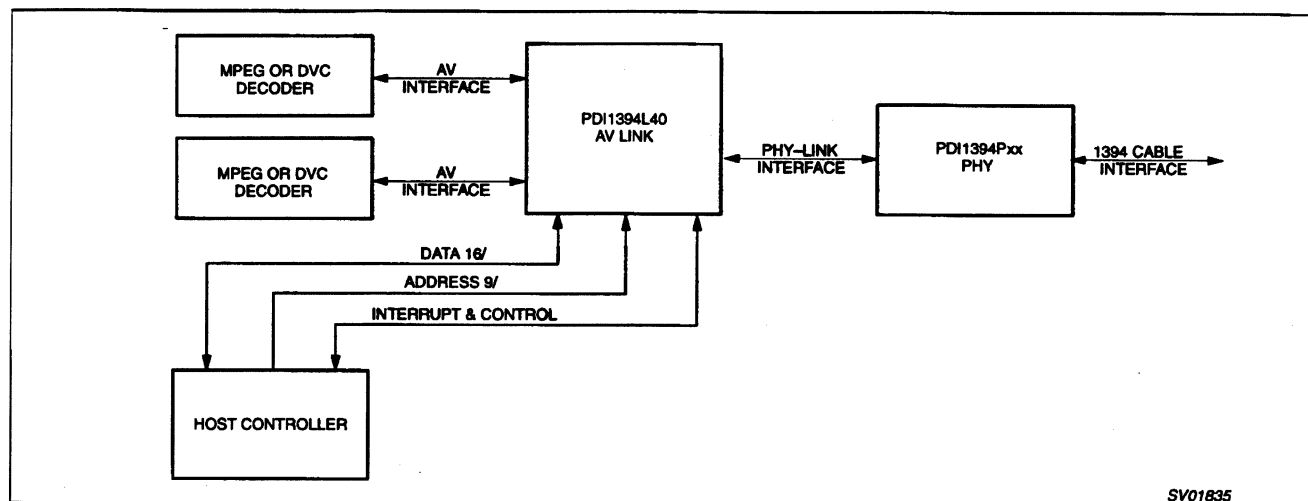 MPEG OR DVC
DECODER
AV
INTERFACE
PDI1394L40
AV LINK
MPEG OR DVC
DECODER
AV
INTERFACE
PHY–LINK
INTERFACE
PDI1394Pxx
PHY
1394 CABLE
INTERFACE
DATA 16/
ADDRESS 9/
INTERRUPT & CONTROL
HOST CONTROLLER
SV01835